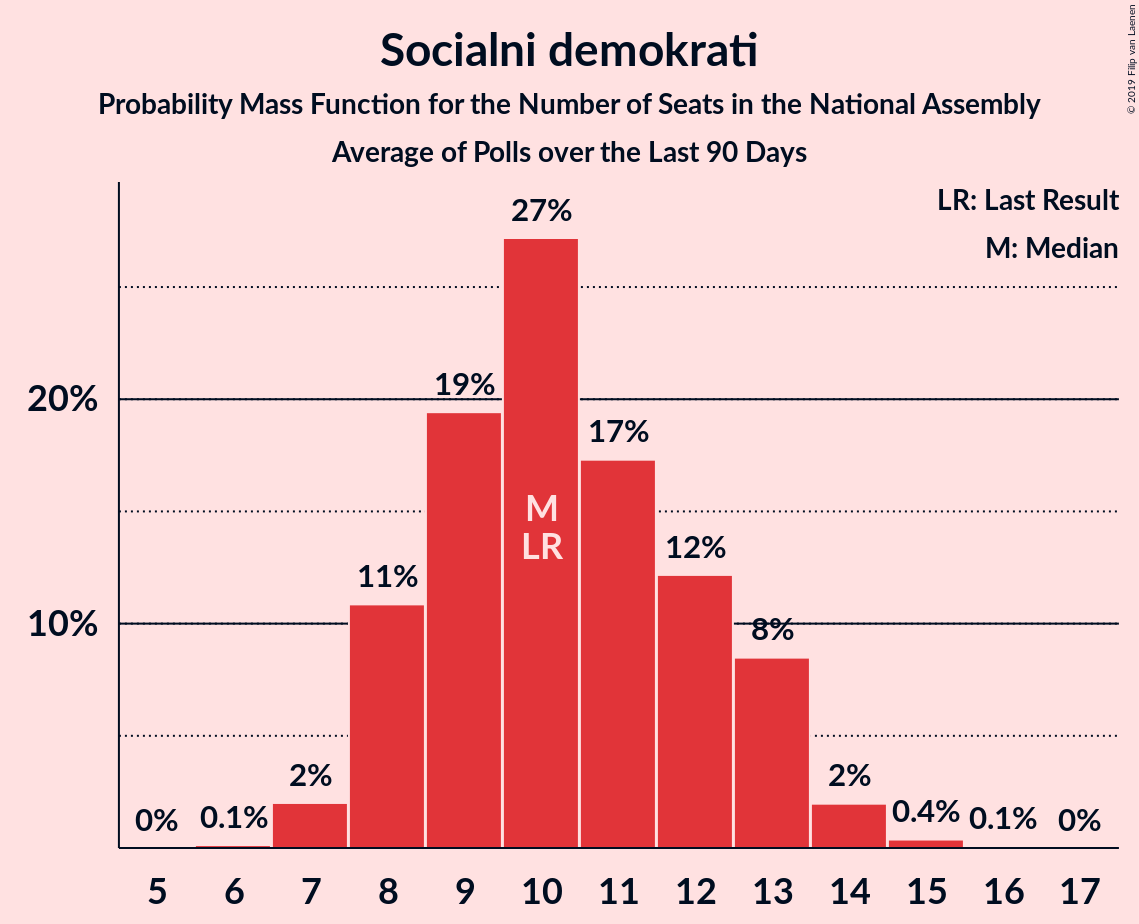 Socialni demokrati
Probability Mass Function for the Number of Seats in the National Assembly
Average of Polls over the Last 90 Days
© 2019 Filip van Laenen
LR: Last Result
M: Median
27%
19%
20%
17%
M
LR
12%
11%
10%
8%
2%
2%
0%
0.1%
0.4%
0.1%
0%
5 6 7 8 9 10 11 12 13 14 15 16 17